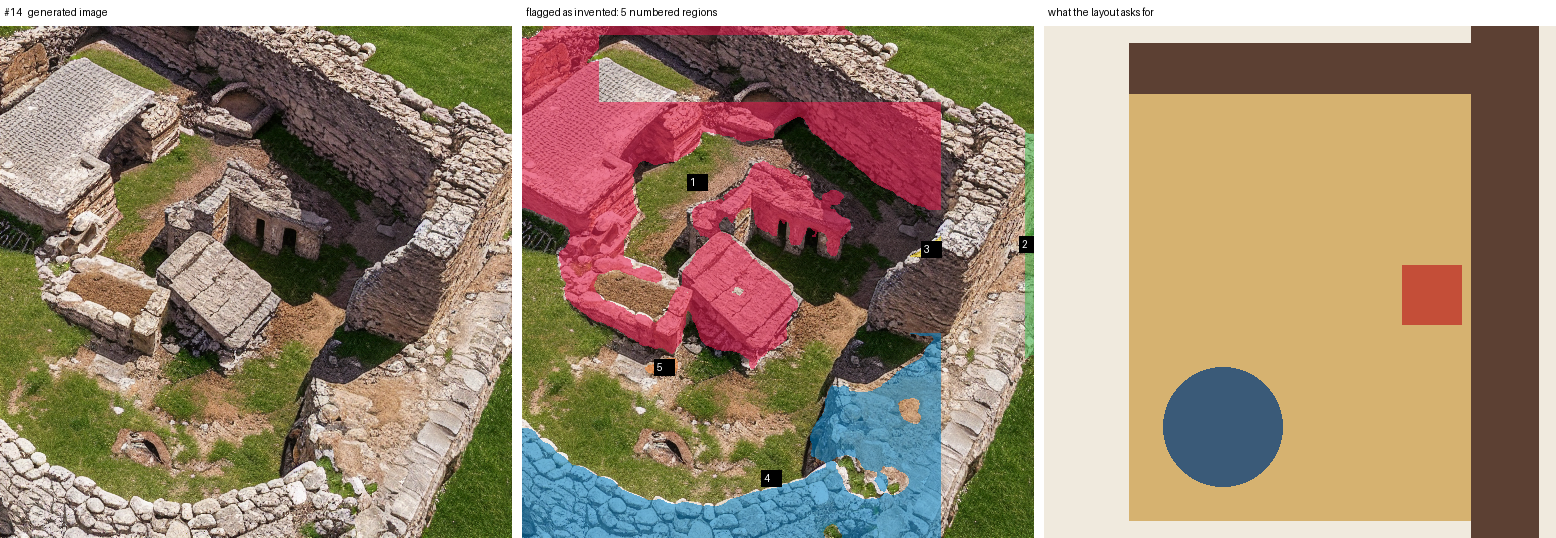 #14 generated image
flagged as invented: 5 numbered regions
what the layout asks for
1
2
3
5
4